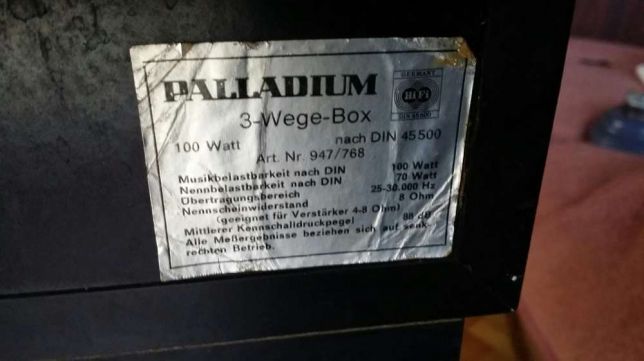 PALLADIUM
GERMANY
HiFi
DIN 45500
3-Wege-Box
100 Watt nach DIN 45500
Art. Nr. 947/768
Musikbelastbarkeit nach DIN 100 Watt
Nennbelastbarkeit nach DIN 70 Watt
Übertragungsbereich 25-30.000 Hz
Nennscheinwiderstand 8 Ohm
(geeignet für Verstärker 4-8 Ohm)
Mittlerer Kennschalldruckpegel 88 dB
Alle Meßergebnisse beziehen sich auf senk-
rechten Betrieb.